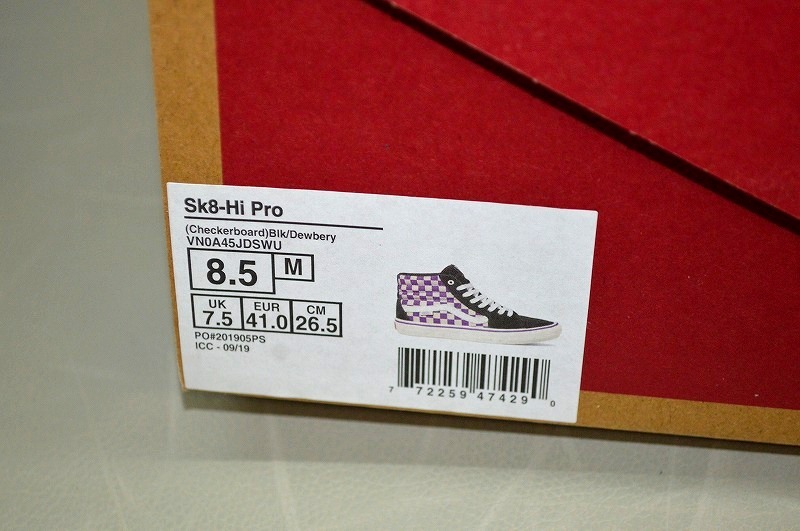 Sk8-Hi Pro
(Checkerboard)Blk/Dewbery
VN0A45JDSWU
8.5 M
UK EUR CM
7.5 41.0 26.5
PO#201905PS
ICC - 09/19
7 72259 47429 0